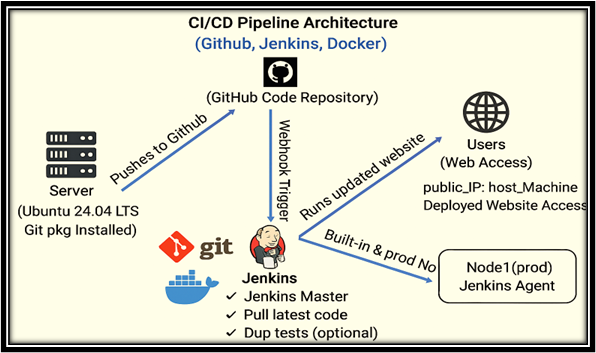 CI/CD Pipeline Architecture
(Github, Jenkins, Docker)
(GitHub Code Repository)
Pushes to Github
Webhook Trigger
Runs updated website
Users
(Web Access)
public_IP: host_Machine
Deployed Website Access
Server
(Ubuntu 24.04 LTS
Git pkg Installed)
git
Built-in & prod No
Node1(prod)
Jenkins Agent
Jenkins
✓ Jenkins Master
✓ Pull latest code
✓ Dup tests (optional)